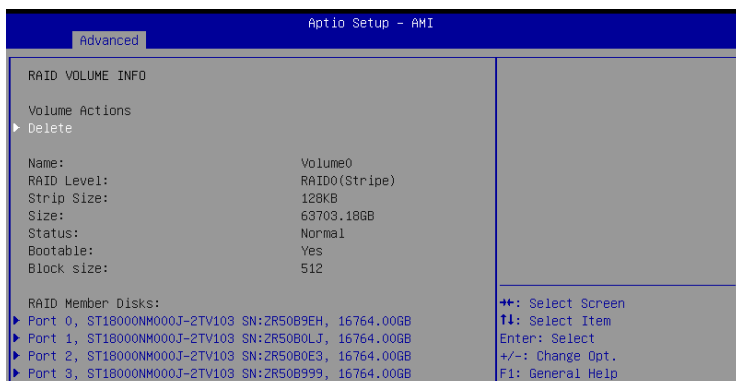 Aptio Setup - AMI
Advanced
RAID VOLUME INFO
Volume Actions
Delete
Name: Volume0
RAID Level: RAID0(Stripe)
Strip Size: 128KB
Size: 63703.18GB
Status: Normal
Bootable: Yes
Block size: 512
RAID Member Disks:
Port 0, ST18000NM000J-2TV103 SN:ZR50B9EH, 16764.00GB
Port 1, ST18000NM000J-2TV103 SN:ZR50B0LJ, 16764.00GB
Port 2, ST18000NM000J-2TV103 SN:ZR50B0E3, 16764.00GB
Port 3, ST18000NM000J-2TV103 SN:ZR50B999, 16764.00GB
→←: Select Screen
↑↓: Select Item
Enter: Select
+/-: Change Opt.
F1: General Help